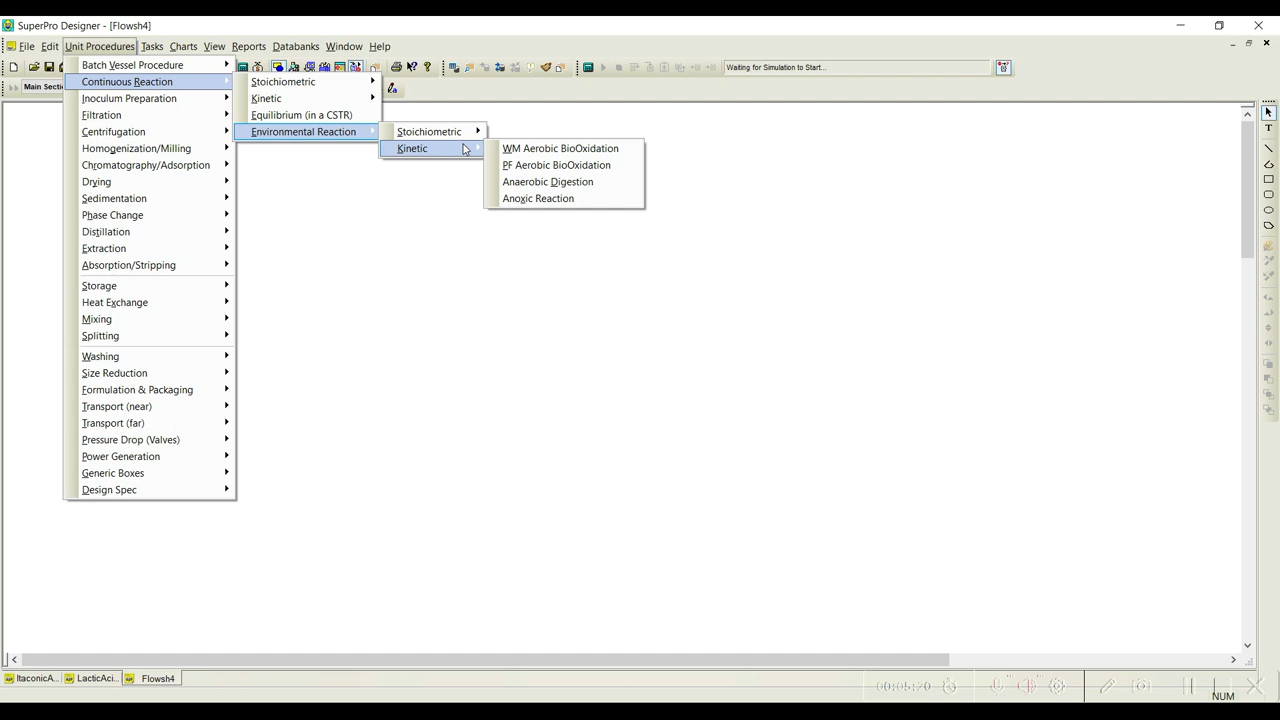 SuperPro Designer - [Flowsh4]
File Edit Unit Procedures Tasks Charts View Reports Databanks Window Help
Batch Vessel Procedure
Continuous Reaction
Inoculum Preparation
Filtration
Centrifugation
Homogenization/Milling
Chromatography/Adsorption
Drying
Sedimentation
Phase Change
Distillation
Extraction
Absorption/Stripping
Storage
Heat Exchange
Mixing
Splitting
Washing
Size Reduction
Formulation & Packaging
Transport (near)
Transport (far)
Pressure Drop (Valves)
Power Generation
Generic Boxes
Design Spec
Stoichiometric
Kinetic
Equilibrium (in a CSTR)
Environmental Reaction
Stoichiometric
Kinetic
WM Aerobic BioOxidation
PF Aerobic BioOxidation
Anaerobic Digestion
Anoxic Reaction
Waiting for Simulation to Start...
Main Secti
ItaconicA... LacticAci... Flowsh4
00:05:20
NUM